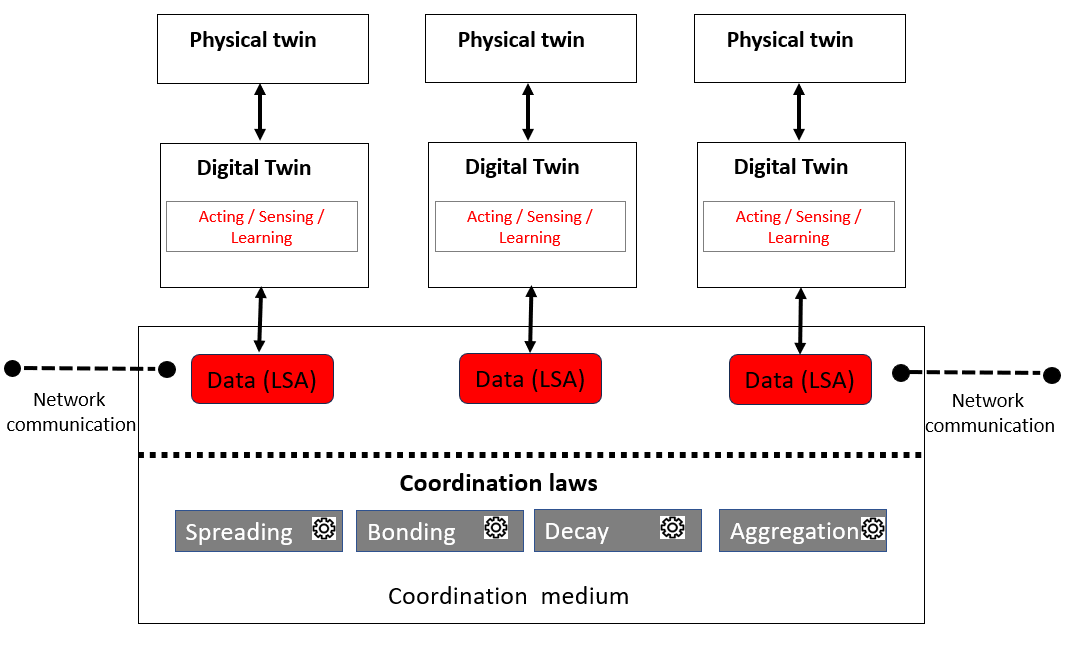 Physical twin
Physical twin
Physical twin
Digital Twin
Digital Twin
Digital Twin
Acting / Sensing /
Learning
Acting / Sensing /
Learning
Acting / Sensing /
Learning
Data (LSA)
Data (LSA)
Data (LSA)
Network
communication
Network
communication
Coordination laws
Spreading
Bonding
Decay
Aggregation
Coordination medium